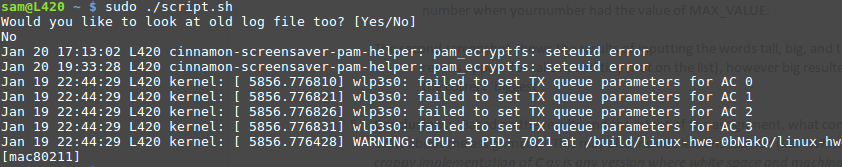 number when yournumber had the value of MAX_VALUE.
sam@L420 ~ $ sudo ./script.sh
Would you like to look at old log file too? [Yes/No]
No
Jan 20 17:13:02 L420 cinnamon-screensaver-pam-helper: pam_ecryptfs: seteuid error
Jan 20 19:33:28 L420 cinnamon-screensaver-pam-helper: pam_ecryptfs: seteuid error
Jan 19 22:44:29 L420 kernel: [ 5856.776810] wlp3s0: failed to set TX queue parameters for AC 0
Jan 19 22:44:29 L420 kernel: [ 5856.776821] wlp3s0: failed to set TX queue parameters for AC 1
Jan 19 22:44:29 L420 kernel: [ 5856.776826] wlp3s0: failed to set TX queue parameters for AC 2
Jan 19 22:44:29 L420 kernel: [ 5856.776831] wlp3s0: failed to set TX queue parameters for AC 3
Jan 19 22:44:29 L420 kernel: [ 5856.776428] WARNING: CPU: 3 PID: 7021 at /build/linux-hwe-0bNakQ/linux-hw
[mac80211]